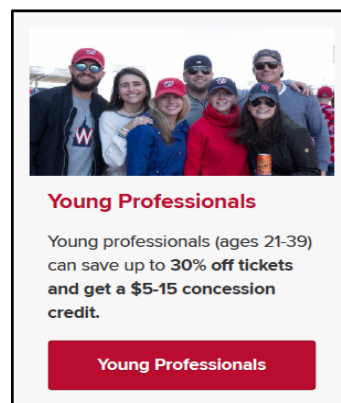 W
Young Professionals
Young professionals (ages 21-39)
can save up to 30% off tickets
and get a $5-15 concession
credit.
Young Professionals